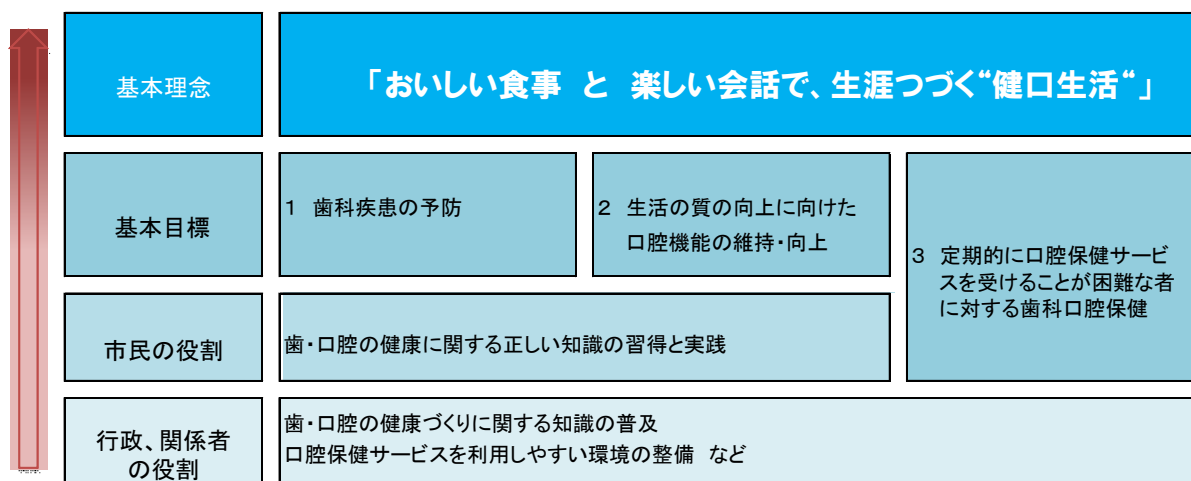 基本理念
「おいしい食事 と 楽しい会話で、生涯つづく“健口生活“」
基本目標
1 歯科疾患の予防
2 生活の質の向上に向けた
口腔機能の維持・向上
3 定期的に口腔保健サービ
スを受けることが困難な者
に対する歯科口腔保健
市民の役割
歯・口腔の健康に関する正しい知識の習得と実践
行政、関係者
の役割
歯・口腔の健康づくりに関する知識の普及
口腔保健サービスを利用しやすい環境の整備 など